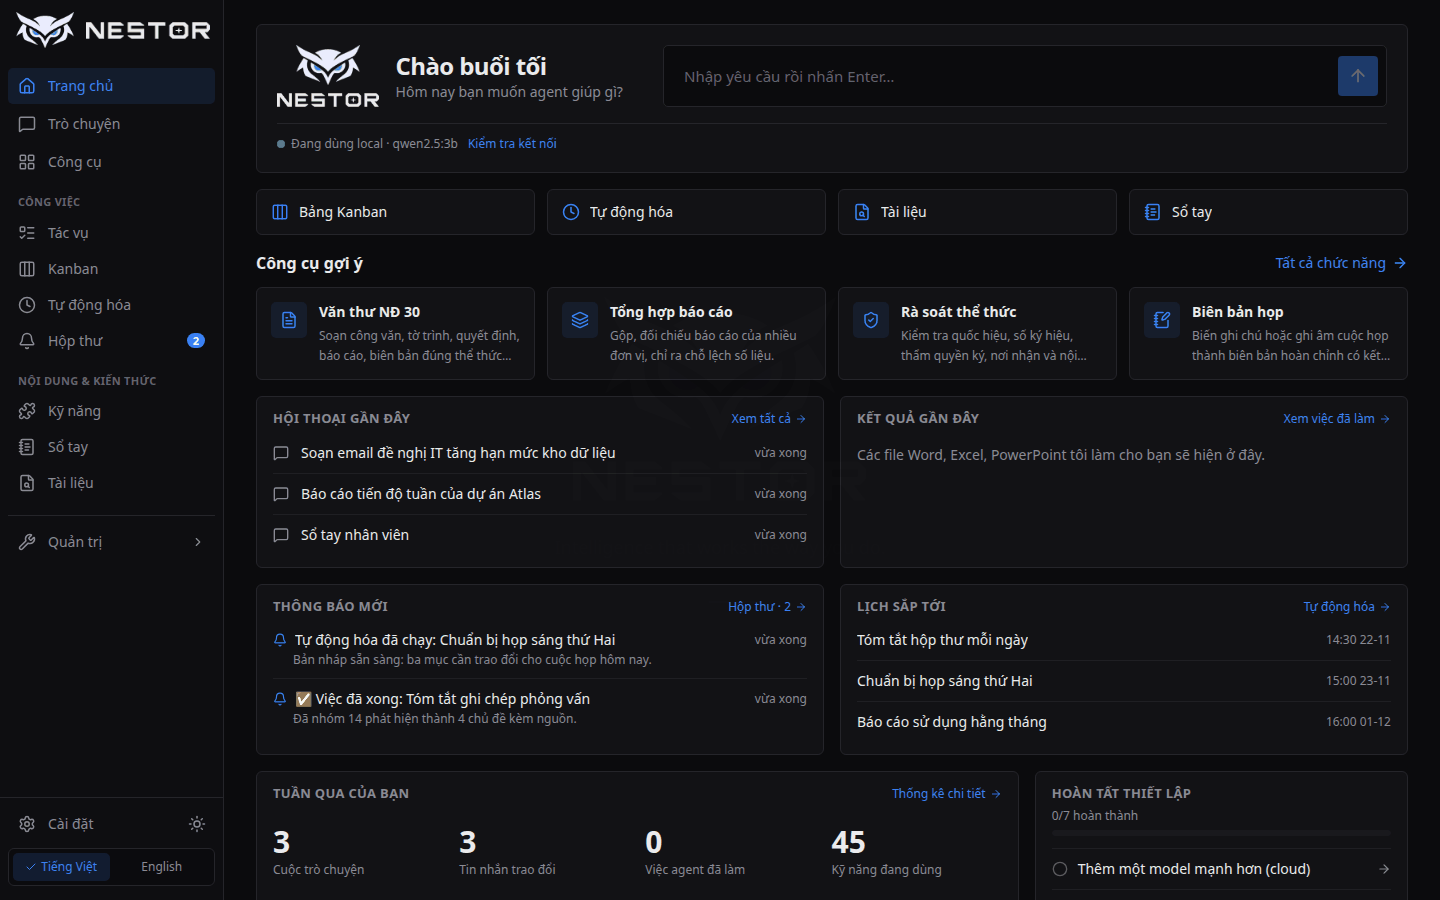 NESTOR
Trang chủ
Trò chuyện
Công cụ
CÔNG VIỆC
Tác vụ
Kanban
Tự động hóa
Hộp thư
2
NỘI DUNG & KIẾN THỨC
Kỹ năng
Sổ tay
Tài liệu
Quản trị
Cài đặt
Tiếng Việt
English
NESTOR
Chào buổi tối
Hôm nay bạn muốn agent giúp gì?
Nhập yêu cầu rồi nhấn Enter...
Đang dùng local · qwen2.5:3b
Kiểm tra kết nối
Bảng Kanban
Tự động hóa
Tài liệu
Sổ tay
Công cụ gợi ý
Tất cả chức năng
Văn thư NĐ 30
Soạn công văn, tờ trình, quyết định,
báo cáo, biên bản đúng thể thức...
Tổng hợp báo cáo
Gộp, đối chiếu báo cáo của nhiều
đơn vị, chỉ ra chỗ lệch số liệu.
Rà soát thể thức
Kiểm tra quốc hiệu, số ký hiệu,
thẩm quyền ký, nơi nhận và nội...
Biên bản họp
Biến ghi chú hoặc ghi âm cuộc họp
thành biên bản hoàn chỉnh có kết...
HỘI THOẠI GẦN ĐÂY
Xem tất cả
Soạn email đề nghị IT tăng hạn mức kho dữ liệu
vừa xong
Báo cáo tiến độ tuần của dự án Atlas
vừa xong
Sổ tay nhân viên
vừa xong
KẾT QUẢ GẦN ĐÂY
Xem việc đã làm
Các file Word, Excel, PowerPoint tôi làm cho bạn sẽ hiện ở đây.
NESTOR
THÔNG BÁO MỚI
Hộp thư · 2
Tự động hóa đã chạy: Chuẩn bị họp sáng thứ Hai
vừa xong
Bản nháp sẵn sàng: ba mục cần trao đổi cho cuộc họp hôm nay.
Việc đã xong: Tóm tắt ghi chép phỏng vấn
vừa xong
Đã nhóm 14 phát hiện thành 4 chủ đề kèm nguồn.
LỊCH SẮP TỚI
Tự động hóa
Tóm tắt hộp thư mỗi ngày
14:30 22-11
Chuẩn bị họp sáng thứ Hai
15:00 23-11
Báo cáo sử dụng hằng tháng
16:00 01-12
TUẦN QUA CỦA BẠN
Thống kê chi tiết
3
Cuộc trò chuyện
3
Tin nhắn trao đổi
0
Việc agent đã làm
45
Kỹ năng đang dùng
HOÀN TẤT THIẾT LẬP
0/7 hoàn thành
Thêm một model mạnh hơn (cloud)